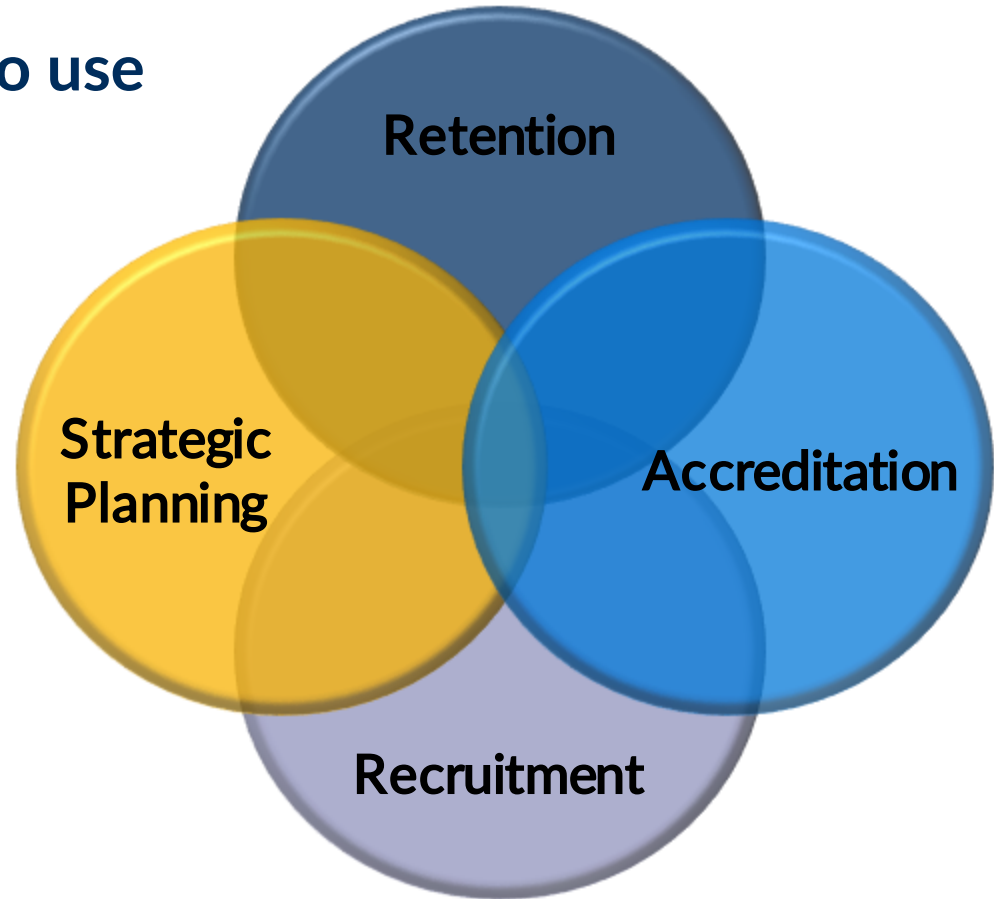 o use
Retention
Strategic
Planning
Accreditation
Recruitment